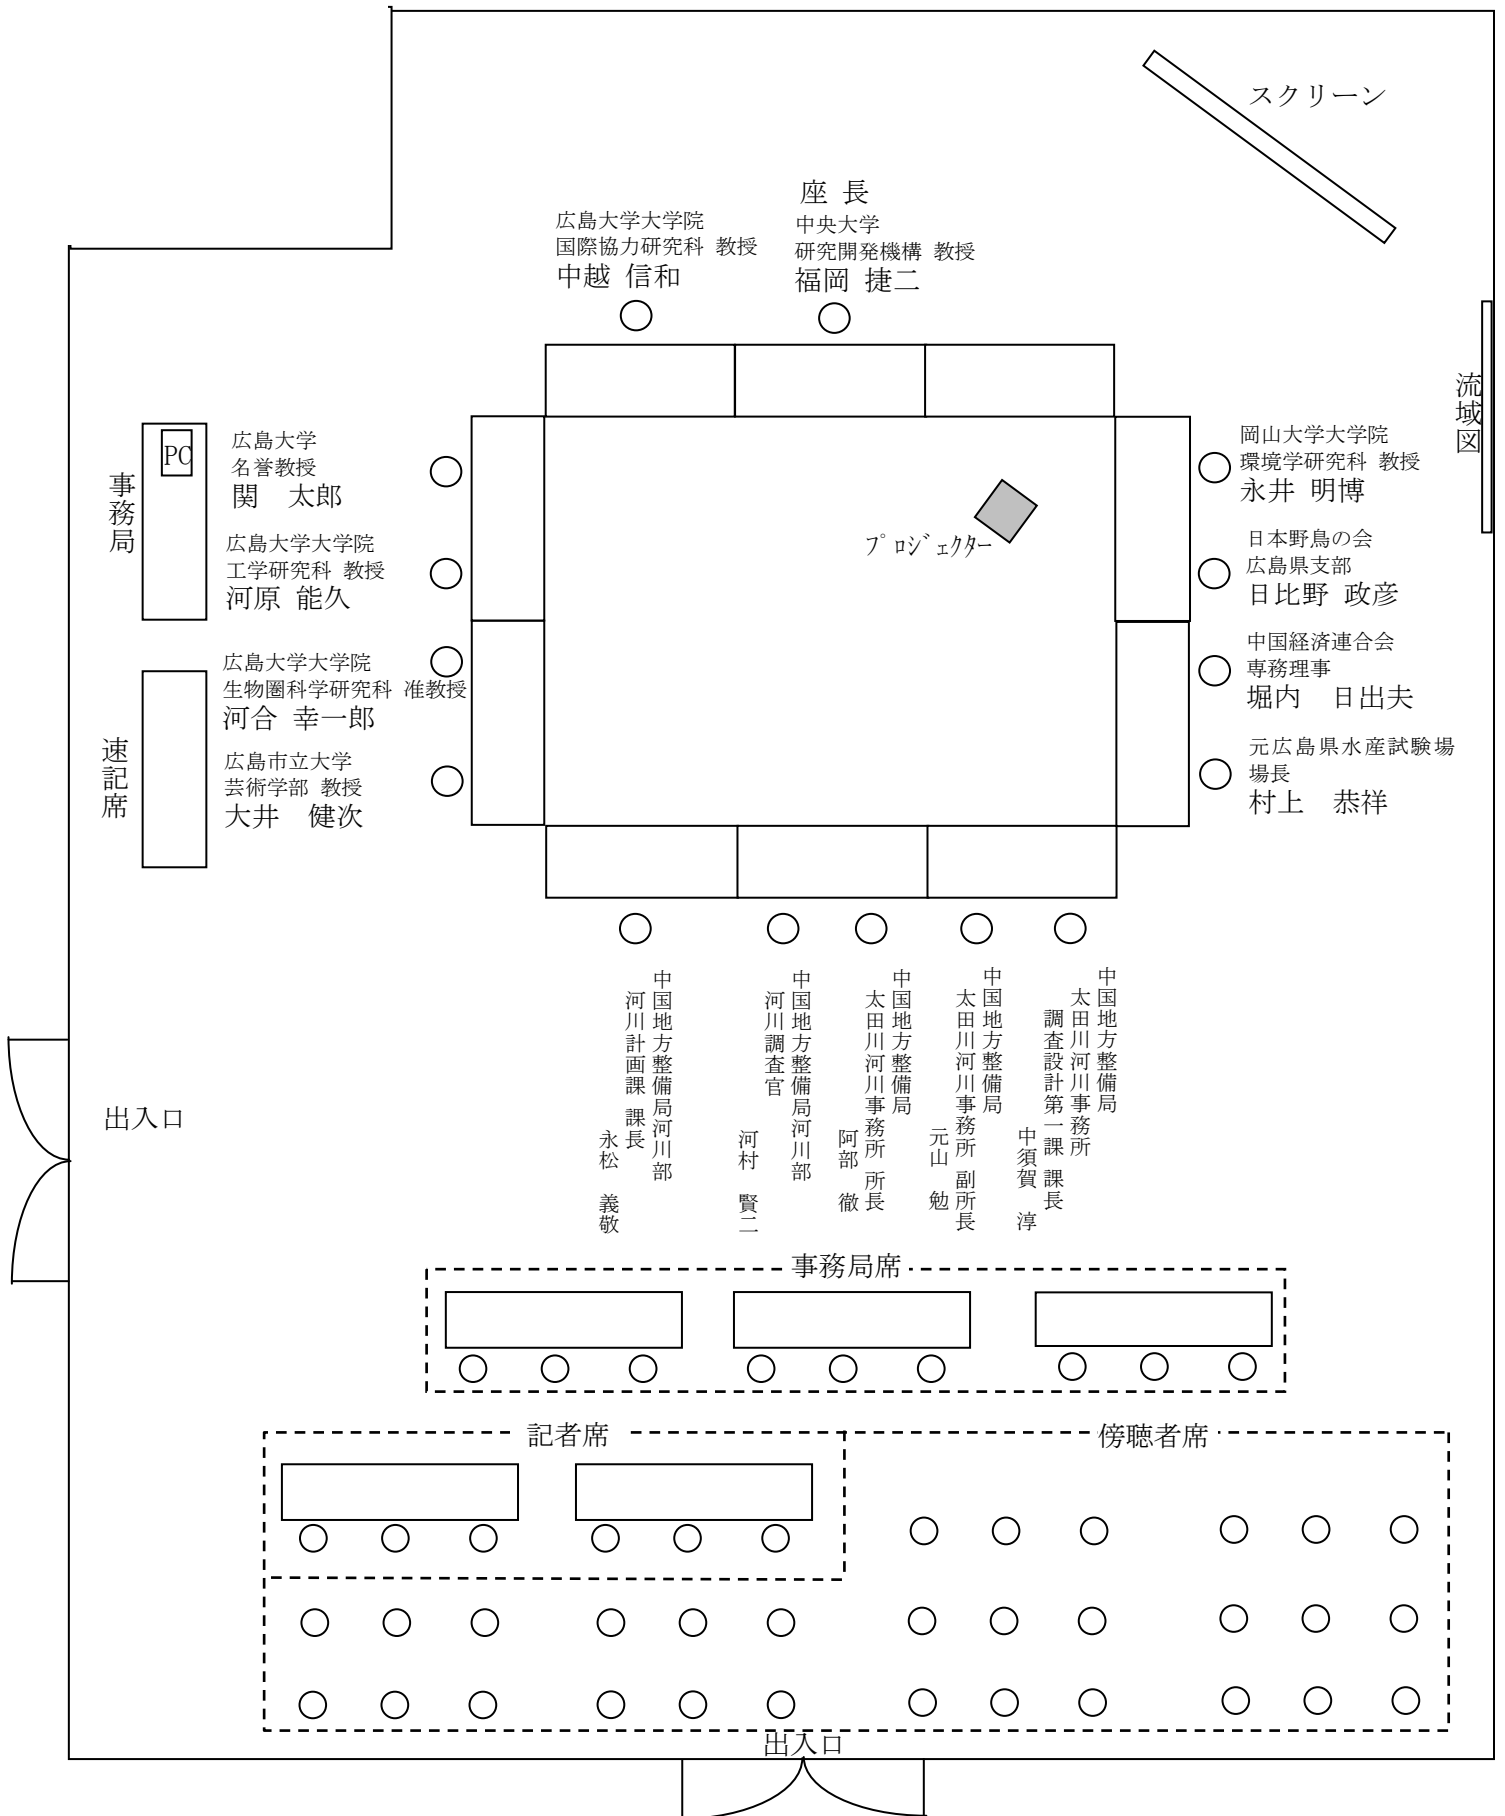 スクリーン
座 長
中央大学
研究開発機構 教授
福岡 捷二
広島大学大学院
国際協力研究科 教授
中越 信和
流域図
事務局
PC
広島大学
名誉教授
関　太郎
広島大学大学院
工学研究科 教授
河原 能久
速記席
広島大学大学院
生物圏科学研究科 准教授
河合 幸一郎
広島市立大学
芸術学部 教授
大井　健次
プロジェクター
岡山大学大学院
環境学研究科 教授
永井 明博
日本野鳥の会
広島県支部
日比野 政彦
中国経済連合会
専務理事
堀内　日出夫
元広島県水産試験場
場長
村上　恭祥
中国地方整備局河川部
河川計画課 課長
永松　義敬
中国地方整備局河川部
河川調査官
河村　賢二
中国地方整備局
太田川河川事務所 所長
阿部　徹
中国地方整備局
太田川河川事務所 副所長
元山　勉
中国地方整備局
太田川河川事務所
調査設計第一課 課長
中須賀　淳
出入口
事務局席
記者席
傍聴者席
出入口